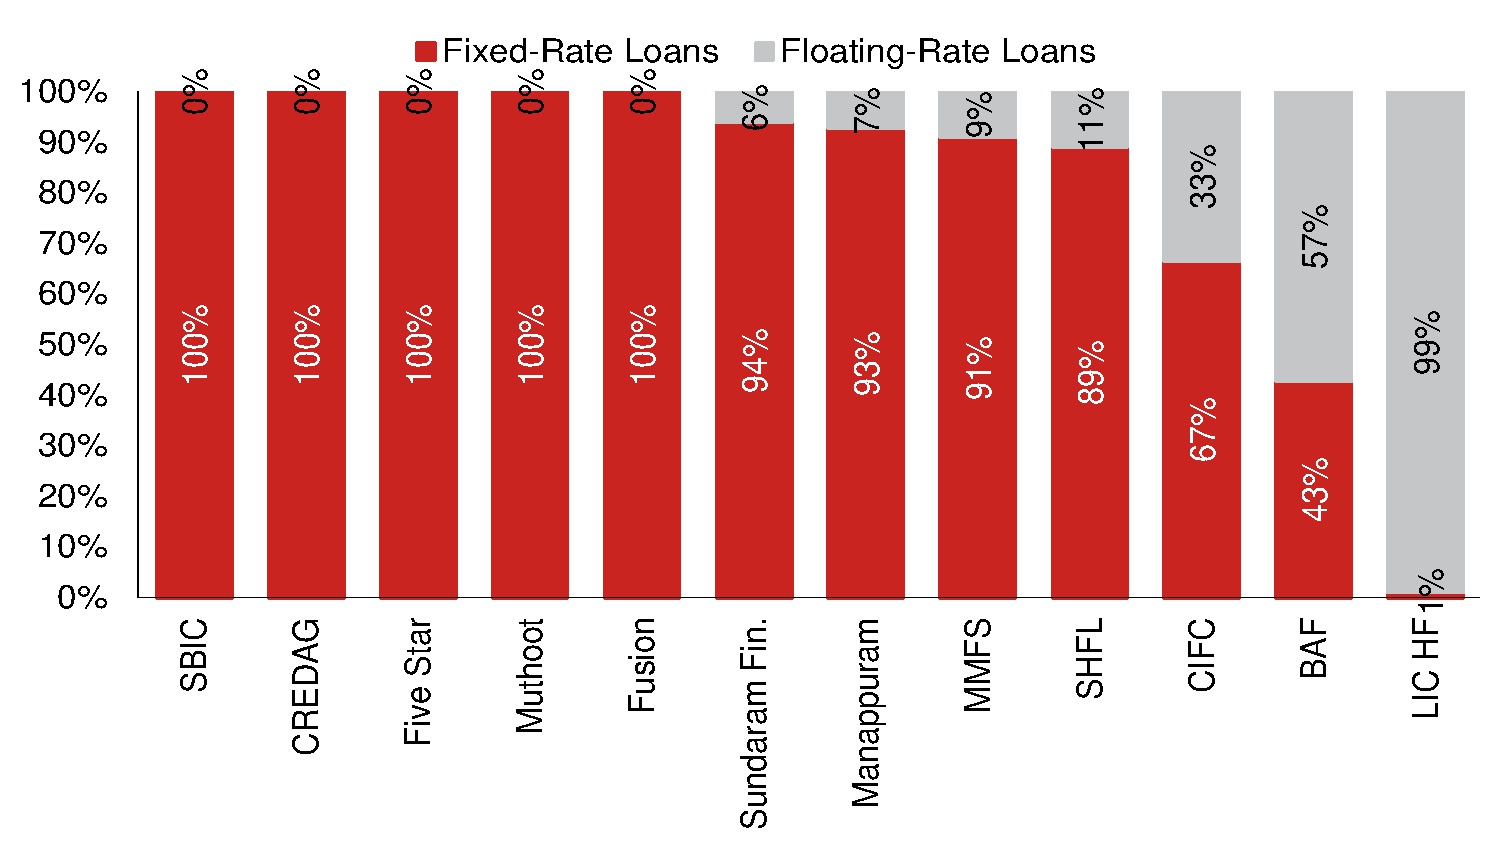 Fixed-Rate Loans Floating-Rate Loans
100%
90%
80%
70%
60%
50%
40%
30%
20%
10%
0%
0% 0% 0% 0% 0% 6% 7% 9% 11% 33% 57% 99%
100% 100% 100% 100% 100% 94% 93% 91% 89% 67% 43% 1%
SBIC
CREDAG
Five Star
Muthoot
Fusion
Sundaram Fin.
Manappuram
MMFS
SHFL
CIFC
BAF
LIC HF